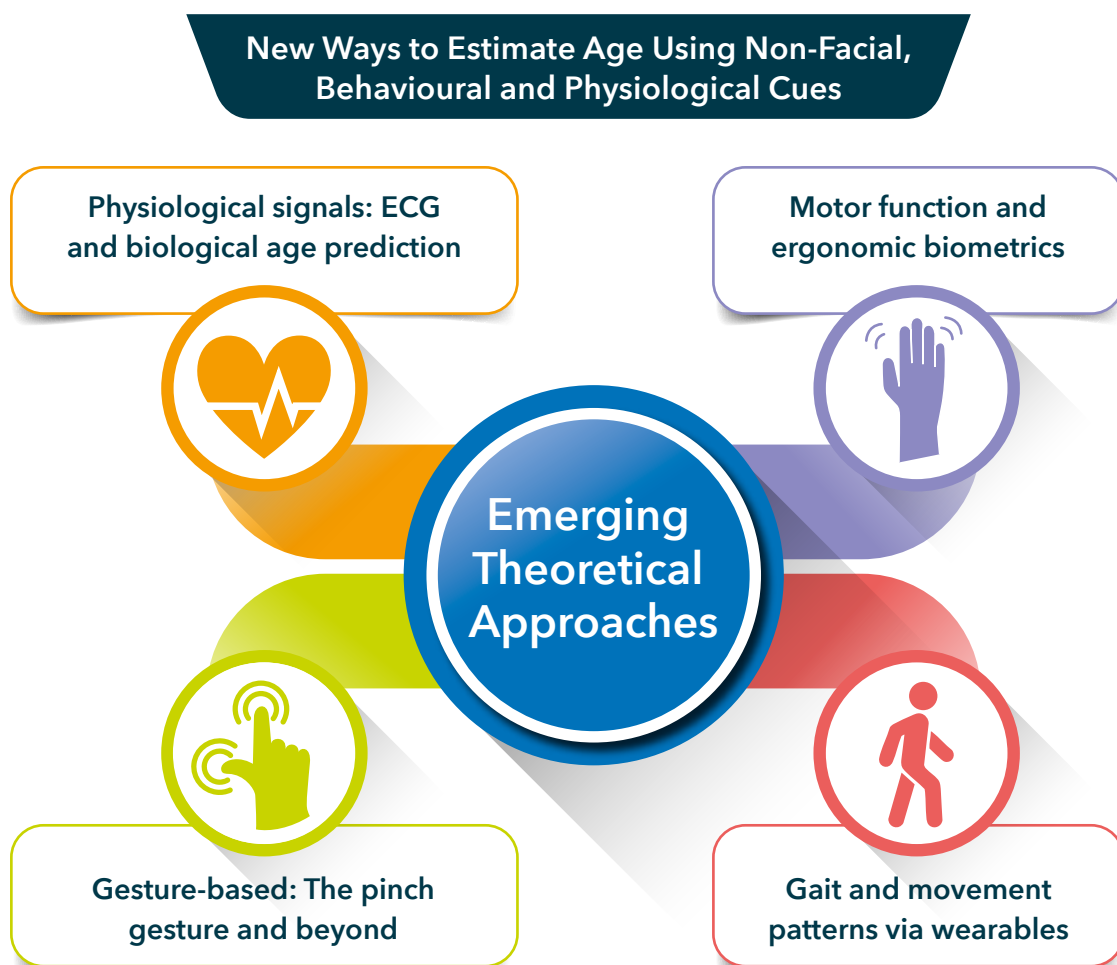 New Ways to Estimate Age Using Non-Facial,
Behavioural and Physiological Cues
Physiological signals: ECG
and biological age prediction
Motor function and
ergonomic biometrics
Emerging
Theoretical
Approaches
Gesture-based: The pinch
gesture and beyond
Gait and movement
patterns via wearables